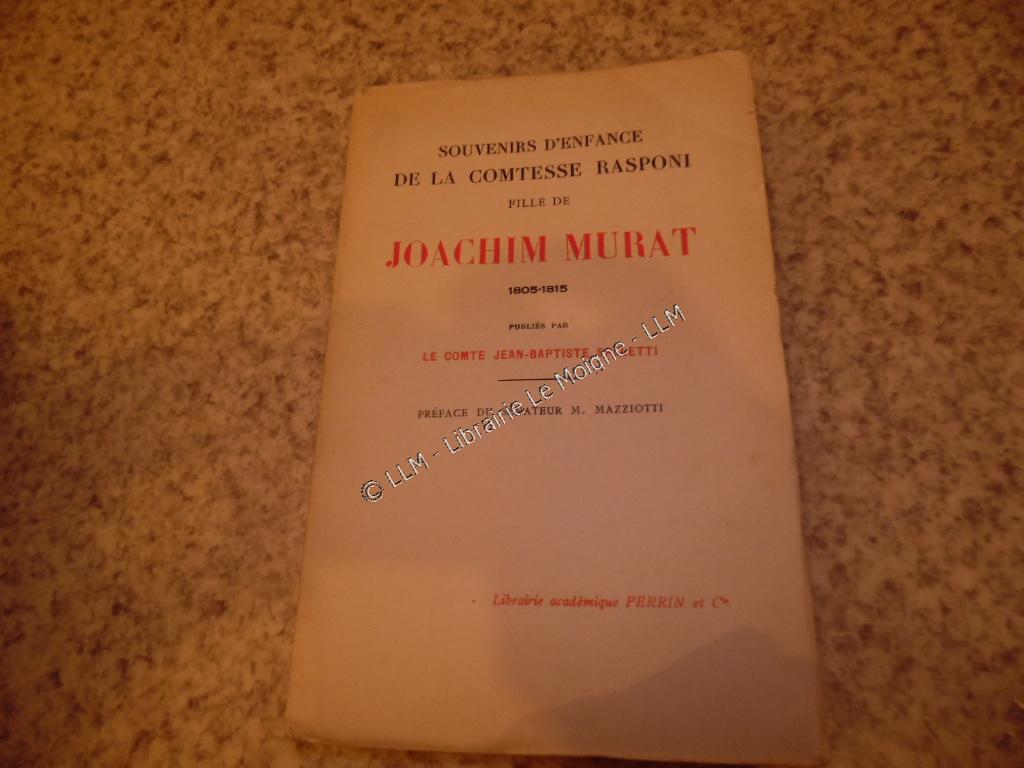 SOUVENIRS D'ENFANCE
DE LA COMTESSE RASPONI
FILLE DE
JOACHIM MURAT
1805-1815
PUBLIÉS PAR
LE COMTE JEAN-BAPTISTE
PRÉFACE M. MAZZIOTTI
© LLM - Librairie Le Moigne - LLM
Librairie académique PERRIN et Cie